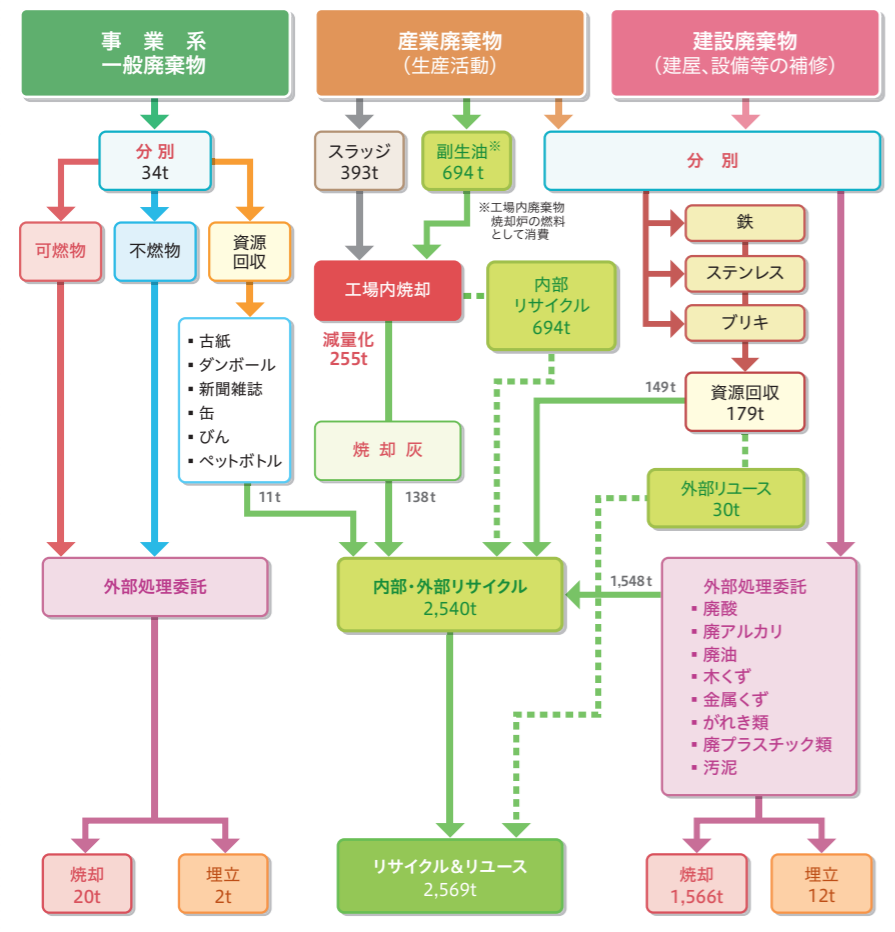 事業系
一般廃棄物
産業廃棄物
（生産活動）
建設廃棄物
（建屋、設備等の補修）
分別
34t
スラッジ
393t
副生油※
694t
分別
※工場内廃棄物
焼却炉の燃料
として消費
可燃物
不燃物
資源
回収
鉄
ステンレス
ブリキ
工場内焼却
内部
リサイクル
694t
減量化
255t
▪ 古紙
▪ ダンボール
▪ 新聞雑誌
▪ 缶
▪ びん
▪ ペットボトル
149t
資源回収
179t
焼却灰
外部リユース
30t
11t
138t
外部処理委託
内部・外部リサイクル
2,540t
1,548t
外部処理委託
▪ 廃酸
▪ 廃アルカリ
▪ 廃油
▪ 木くず
▪ 金属くず
▪ がれき類
▪ 廃プラスチック類
▪ 汚泥
焼却
20t
埋立
2t
リサイクル＆リユース
2,569t
焼却
1,566t
埋立
12t